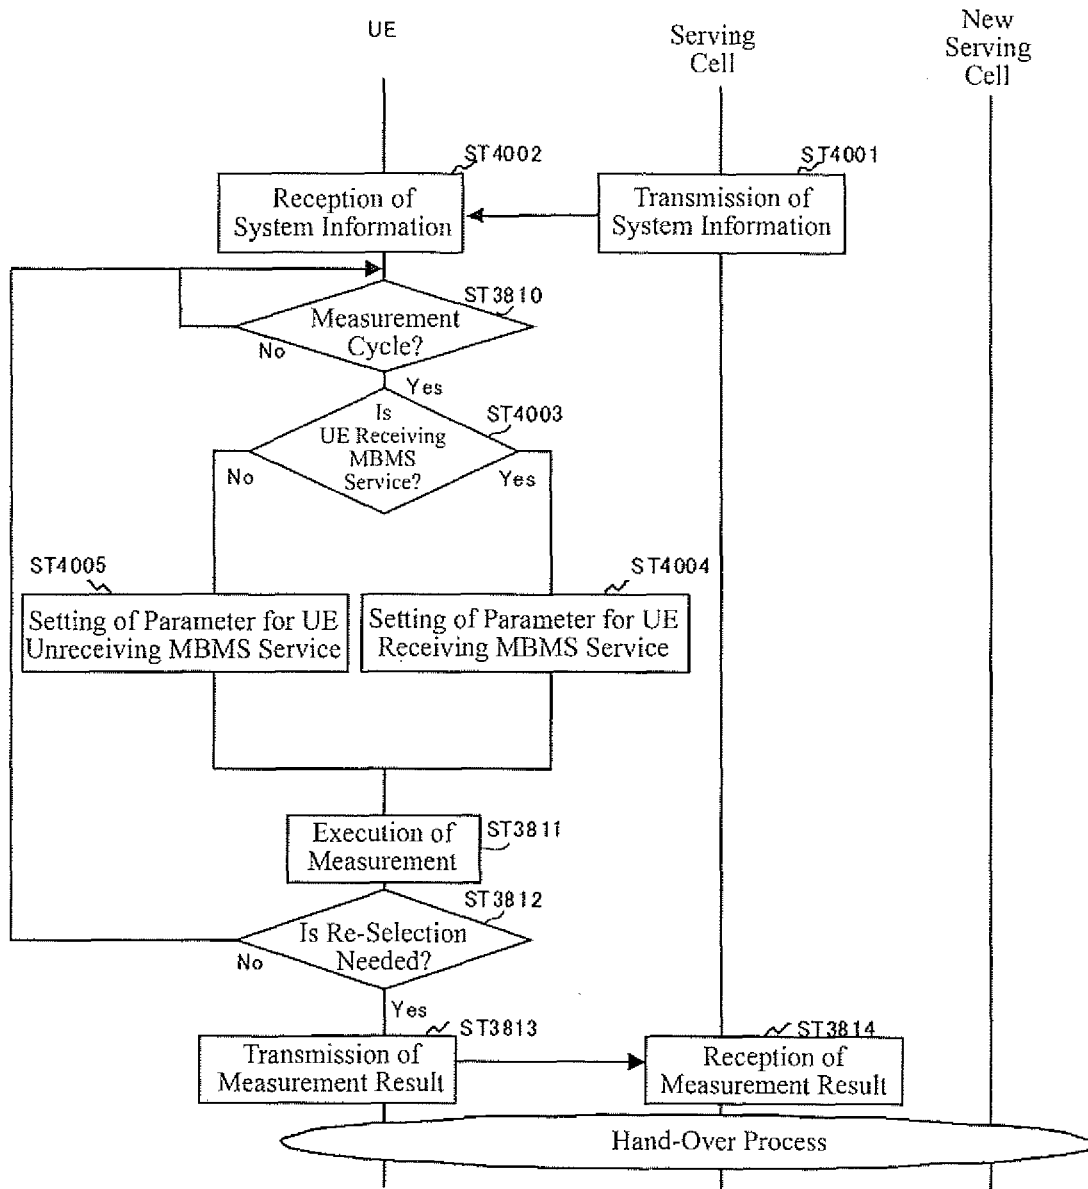 UE
Serving
Cell
New
Serving
Cell
ST4002
ST4001
Reception of
System Information
Transmission of
System Information
ST3810
Measurement
Cycle?
No
Yes
ST4003
Is
UE Receiving
MBMS
Service?
No
Yes
ST4005
ST4004
Setting of Parameter for UE
Unreceiving MBMS Service
Setting of Parameter for UE
Receiving MBMS Service
Execution of
Measurement
ST3811
ST3812
Is Re-Selection
Needed?
No
Yes
ST3813
ST3814
Transmission of
Measurement Result
Reception of
Measurement Result
Hand-Over Process